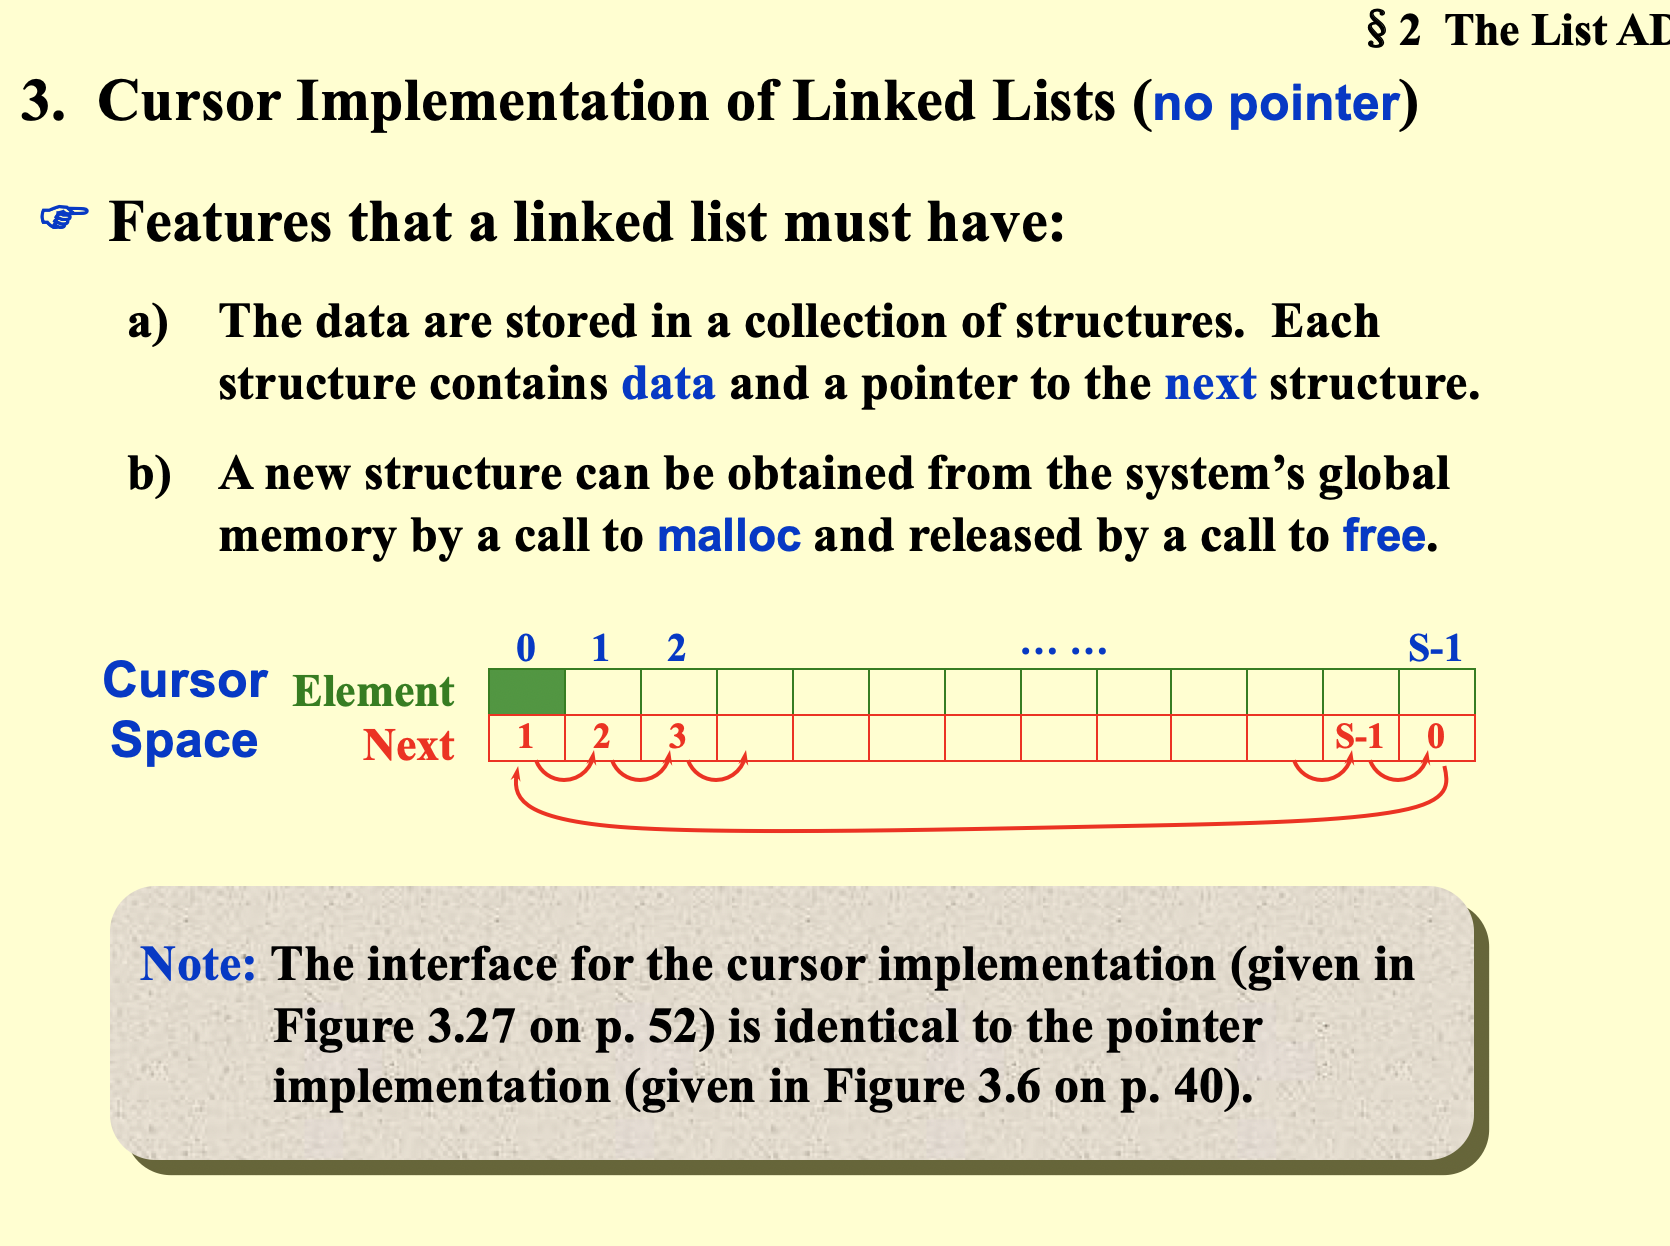 § 2 The List AD
3. Cursor Implementation of Linked Lists (no pointer)
☞ Features that a linked list must have:
a) The data are stored in a collection of structures. Each
structure contains data and a pointer to the next structure.
b) A new structure can be obtained from the system’s global
memory by a call to malloc and released by a call to free.
0 1 2 … … S-1
Cursor Space
Element
Next 1 2 3 S-1 0
Note: The interface for the cursor implementation (given in
Figure 3.27 on p. 52) is identical to the pointer
implementation (given in Figure 3.6 on p. 40).